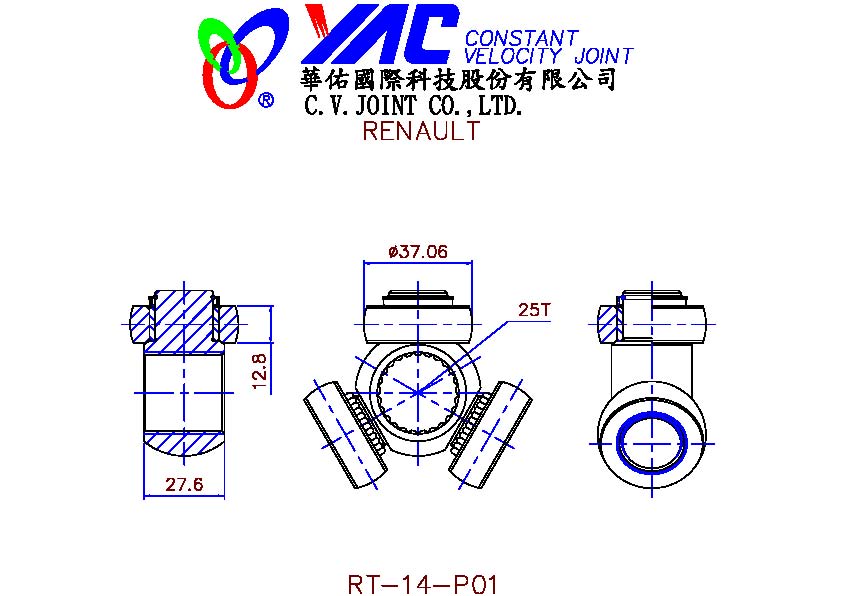 YAC CONSTANT
VELOCITY JOINT
®
華佑國際科技股份有限公司
C.V.JOINT CO.,LTD.
RENAULT
ø37.06
25T
12.8
27.6
RT-14-P01